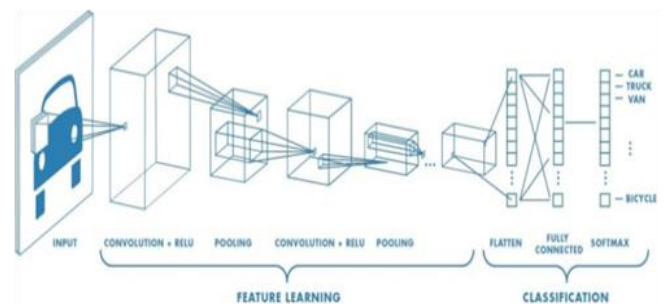 CAR
TRUCK
VAN
BICYCLE
INPUT CONVOLUTION + RELU POOLING CONVOLUTION + RELU POOLING FLATTEN FULLY CONNECTED SOFTMAX
FEATURE LEARNING CLASSIFICATION